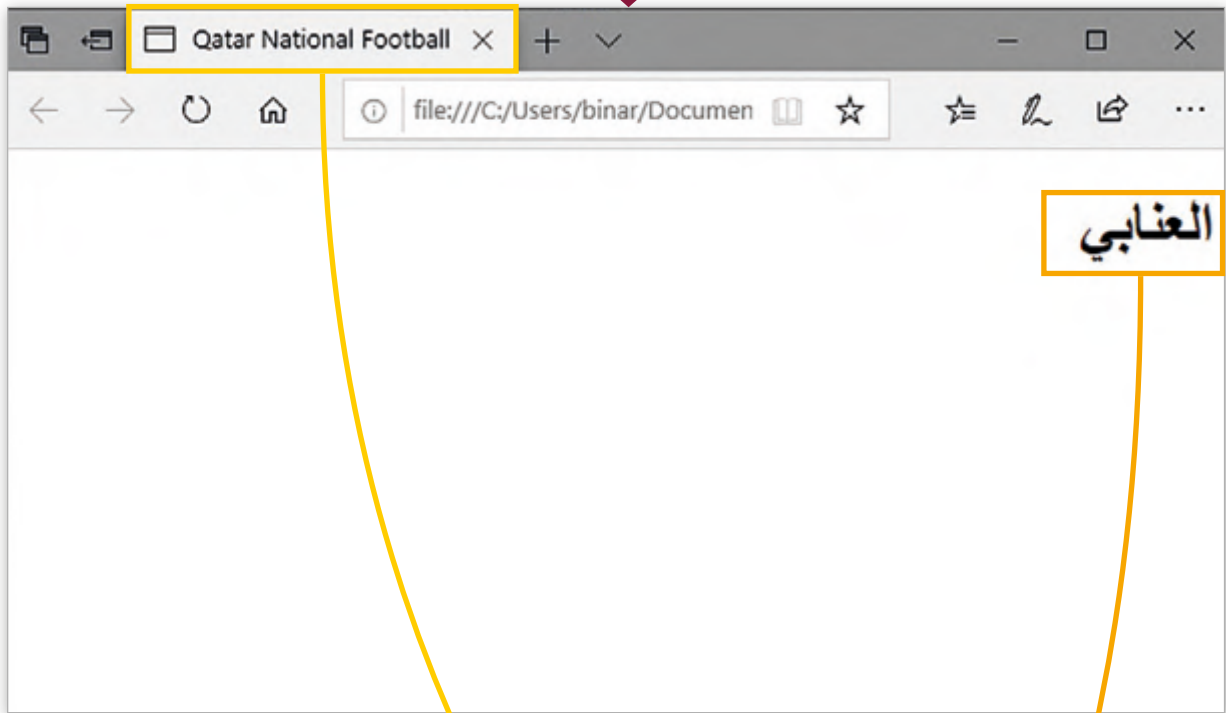 Qatar National Football
file:///C:/Users/binar/Documen
العنابي